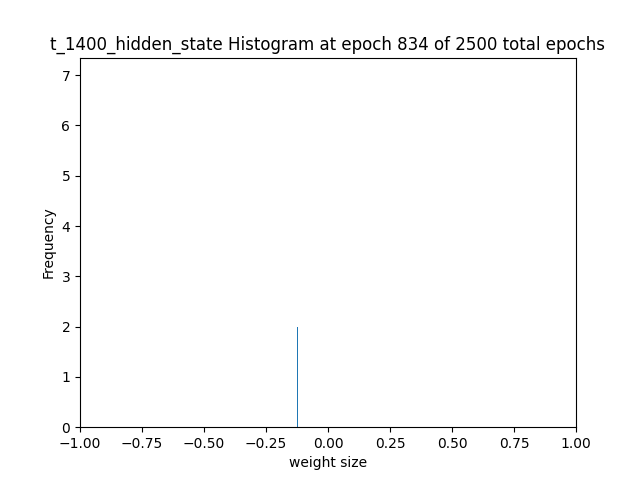 t_1400_hidden_state Histogram at epoch 834 of 2500 total epochs
7
6
5
4
3
2
1
0
Frequency
−1.00 −0.75 −0.50 −0.25 0.00 0.25 0.50 0.75 1.00
weight size